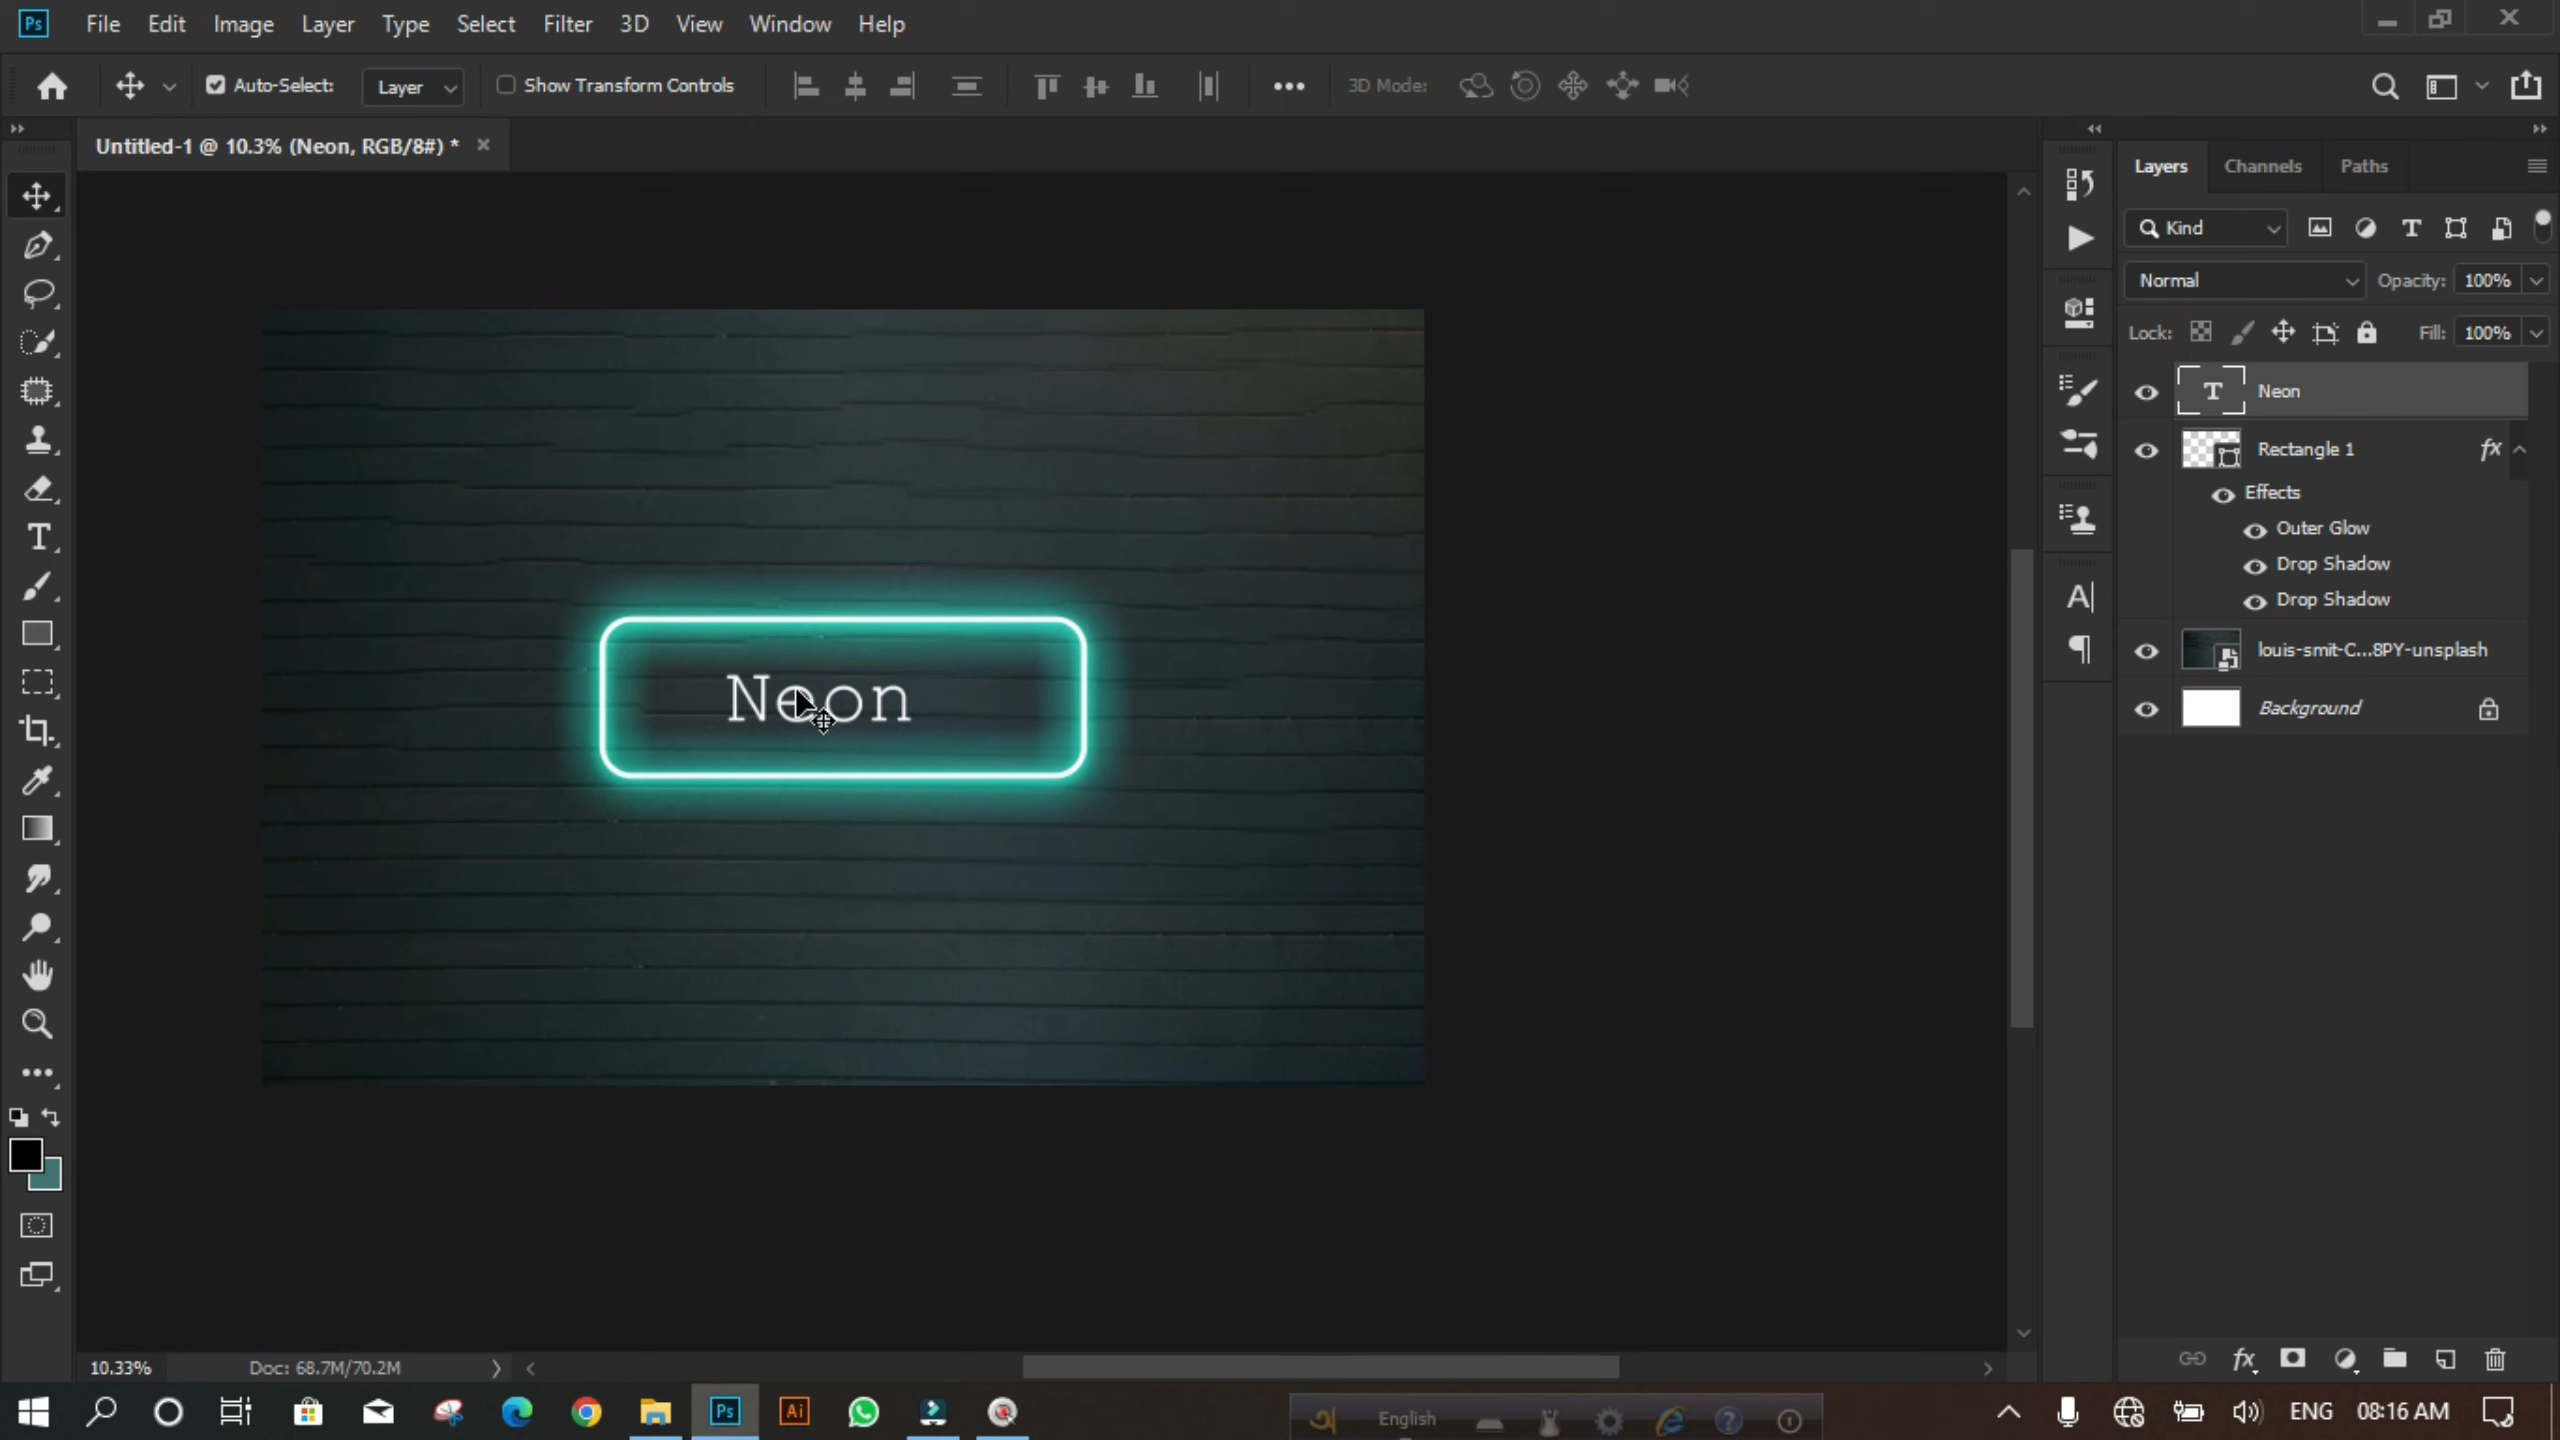 Ps File Edit Image Layer Type Select Filter 3D View Window Help
Auto-Select: Layer Show Transform Controls 3D Mode:
Untitled-1 @ 10.3% (Neon, RGB/8#) *
Layers Channels Paths
Kind
Normal Opacity: 100%
Lock: Fill: 100%
Neon
Rectangle 1 fx
Effects
Outer Glow
Drop Shadow
Drop Shadow
louis-smit-C...8PY-unsplash
Background
Neon
10.33% Doc: 68.7M/70.2M
fx
Ps Ai অ English ENG 08:16 AM